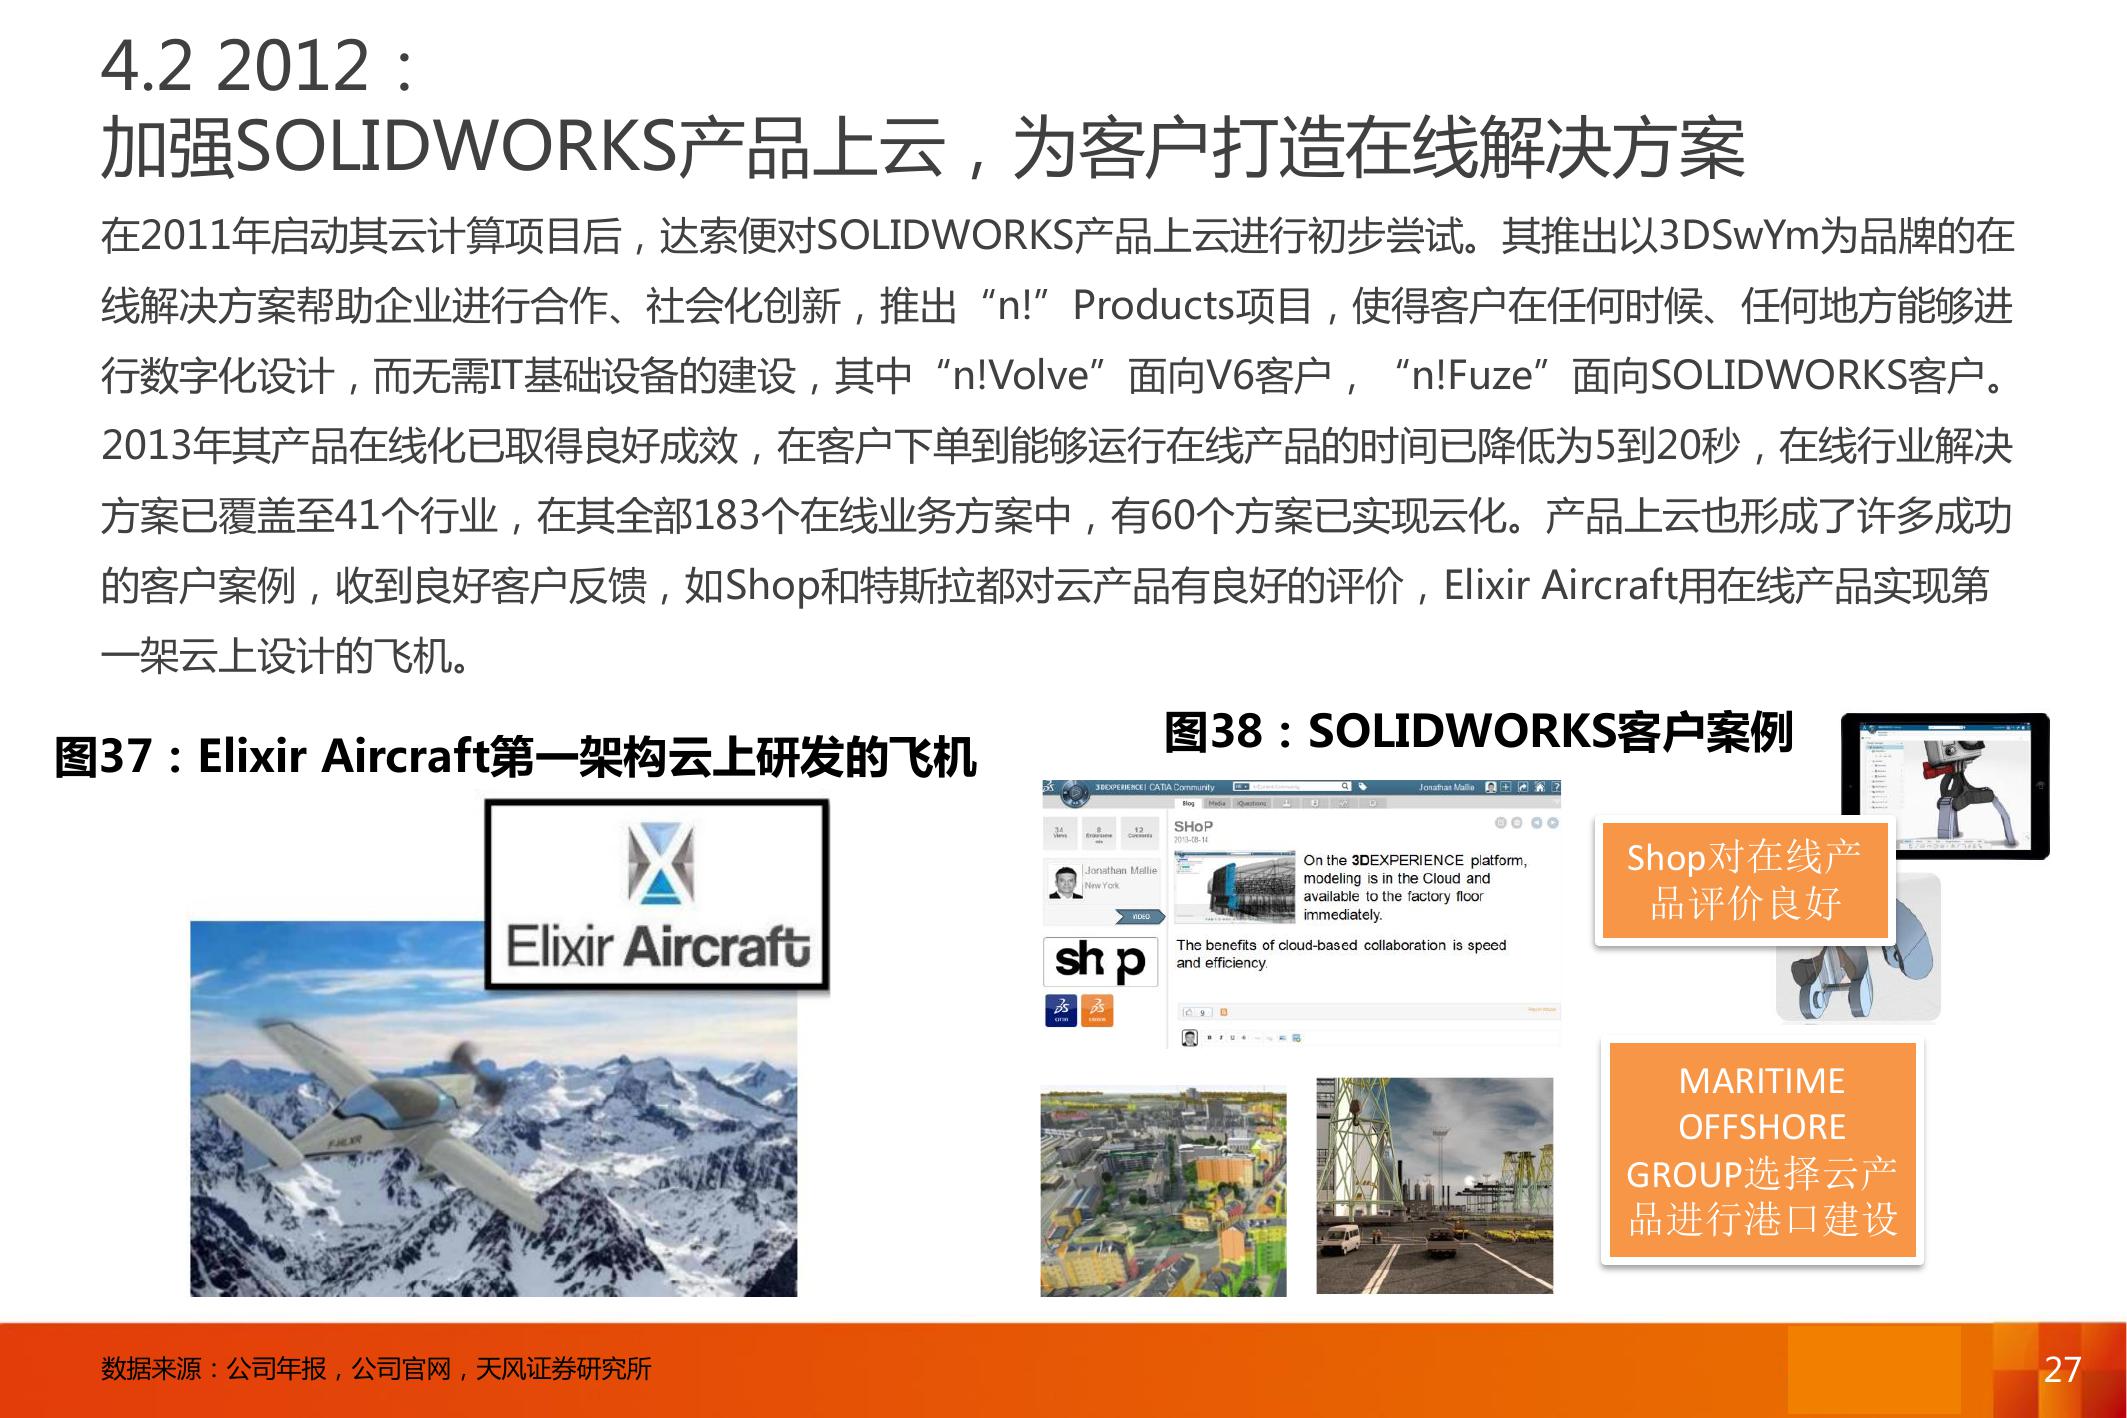 4.2 2012：
加强SOLIDWORKS产品上云，为客户打造在线解决方案
在2011年启动其云计算项目后，达索便对SOLIDWORKS产品上云进行初步尝试。其推出以3DSwYm为品牌的在
线解决方案帮助企业进行合作、社会化创新，推出“n!”Products项目，使得客户在任何时候、任何地方能够进
行数字化设计，而无需IT基础设备的建设，其中“n!Volve”面向V6客户，“n!Fuze”面向SOLIDWORKS客户。
2013年其产品在线化已取得良好成效，在客户下单到能够运行在线产品的时间已降低为5到20秒，在线行业解决
方案已覆盖至41个行业，在其全部183个在线业务方案中，有60个方案已实现云化。产品上云也形成了许多成功
的客户案例，收到良好客户反馈，如Shop和特斯拉都对云产品有良好的评价，Elixir Aircraft用在线产品实现第
一架云上设计的飞机。
图37：Elixir Aircraft第一架构云上研发的飞机
Elixir Aircraft
F-HLXR
图38：SOLIDWORKS客户案例
3DEXPERIENCE | CATIA Community
Jonathan Mallie
Blog Media iQuestions
34 8 12
Views Comments
SHoP
2013-08-14
Jonathan Mallie
New York
VIDEO
On the 3DEXPERIENCE platform,
modeling is in the Cloud and
available to the factory floor
immediately.
The benefits of cloud-based collaboration is speed
and efficiency.
sh p
9
Shop对在线产
品评价良好
MARITIME
OFFSHORE
GROUP选择云产
品进行港口建设
数据来源：公司年报，公司官网，天风证券研究所
27